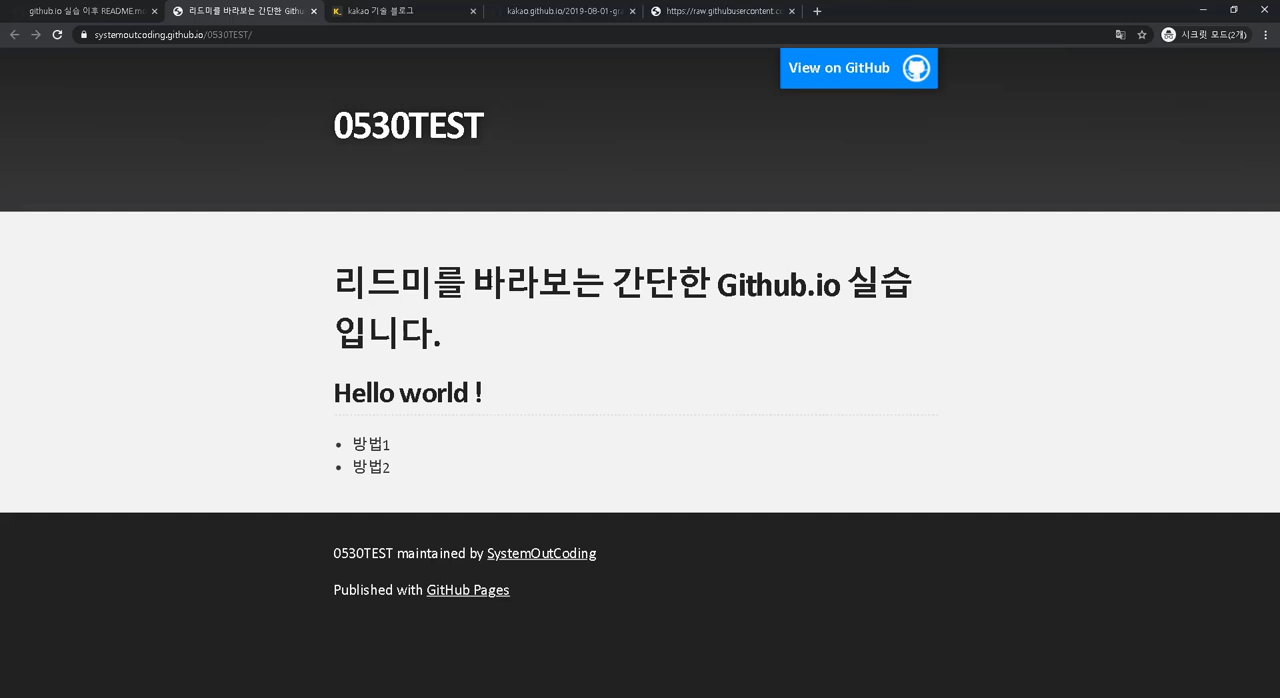 github.io 실습 이후 README.m
리드미를 바라보는 간단한 Githu
kakao 기술 블로그
kakao.github.io/2019-08-01-gra
https://raw.githubusercontent.c
systemoutcoding.github.io/0530TEST/
시크릿 모드(2개)
View on GitHub
0530TEST
리드미를 바라보는 간단한 Github.io 실습
입니다.
Hello world !
• 방법1
• 방법2
0530TEST maintained by SystemOutCoding
Published with GitHub Pages